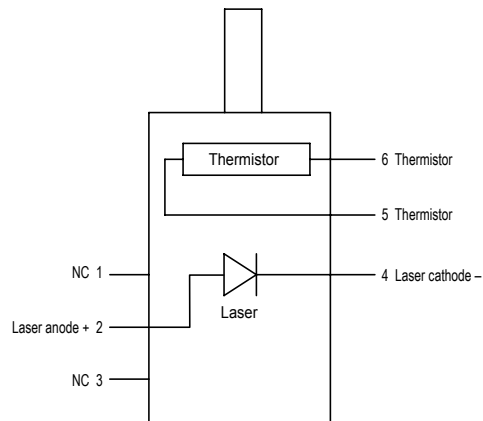 Thermistor
6 Thermistor
5 Thermistor
NC 1
4 Laser cathode –
Laser
Laser anode + 2
NC 3